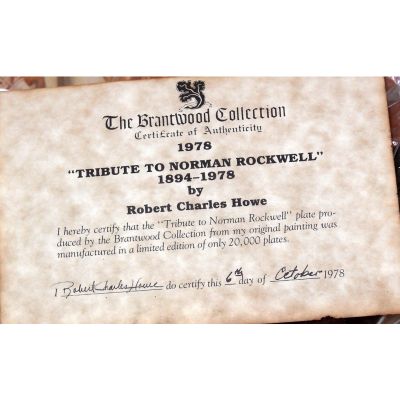 The Brantwood Collection
Certificate of Authenticity
1978
"TRIBUTE TO NORMAN ROCKWELL"
1894–1978
by
Robert Charles Howe
I hereby certify that the "Tribute to Norman Rockwell" plate pro-
duced by the Brantwood Collection from my original painting was
manufactured in a limited edition of only 20,000 plates.
I Robert Charles Howe do certify this 6th day of October 1978